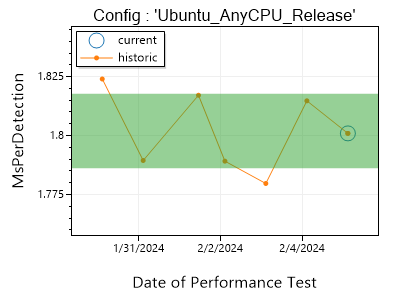 Config : 'Ubuntu_AnyCPU_Release'
current
historic
MsPerDetection
1.825
1.8
1.775
1/31/2024
2/2/2024
2/4/2024
Date of Performance Test